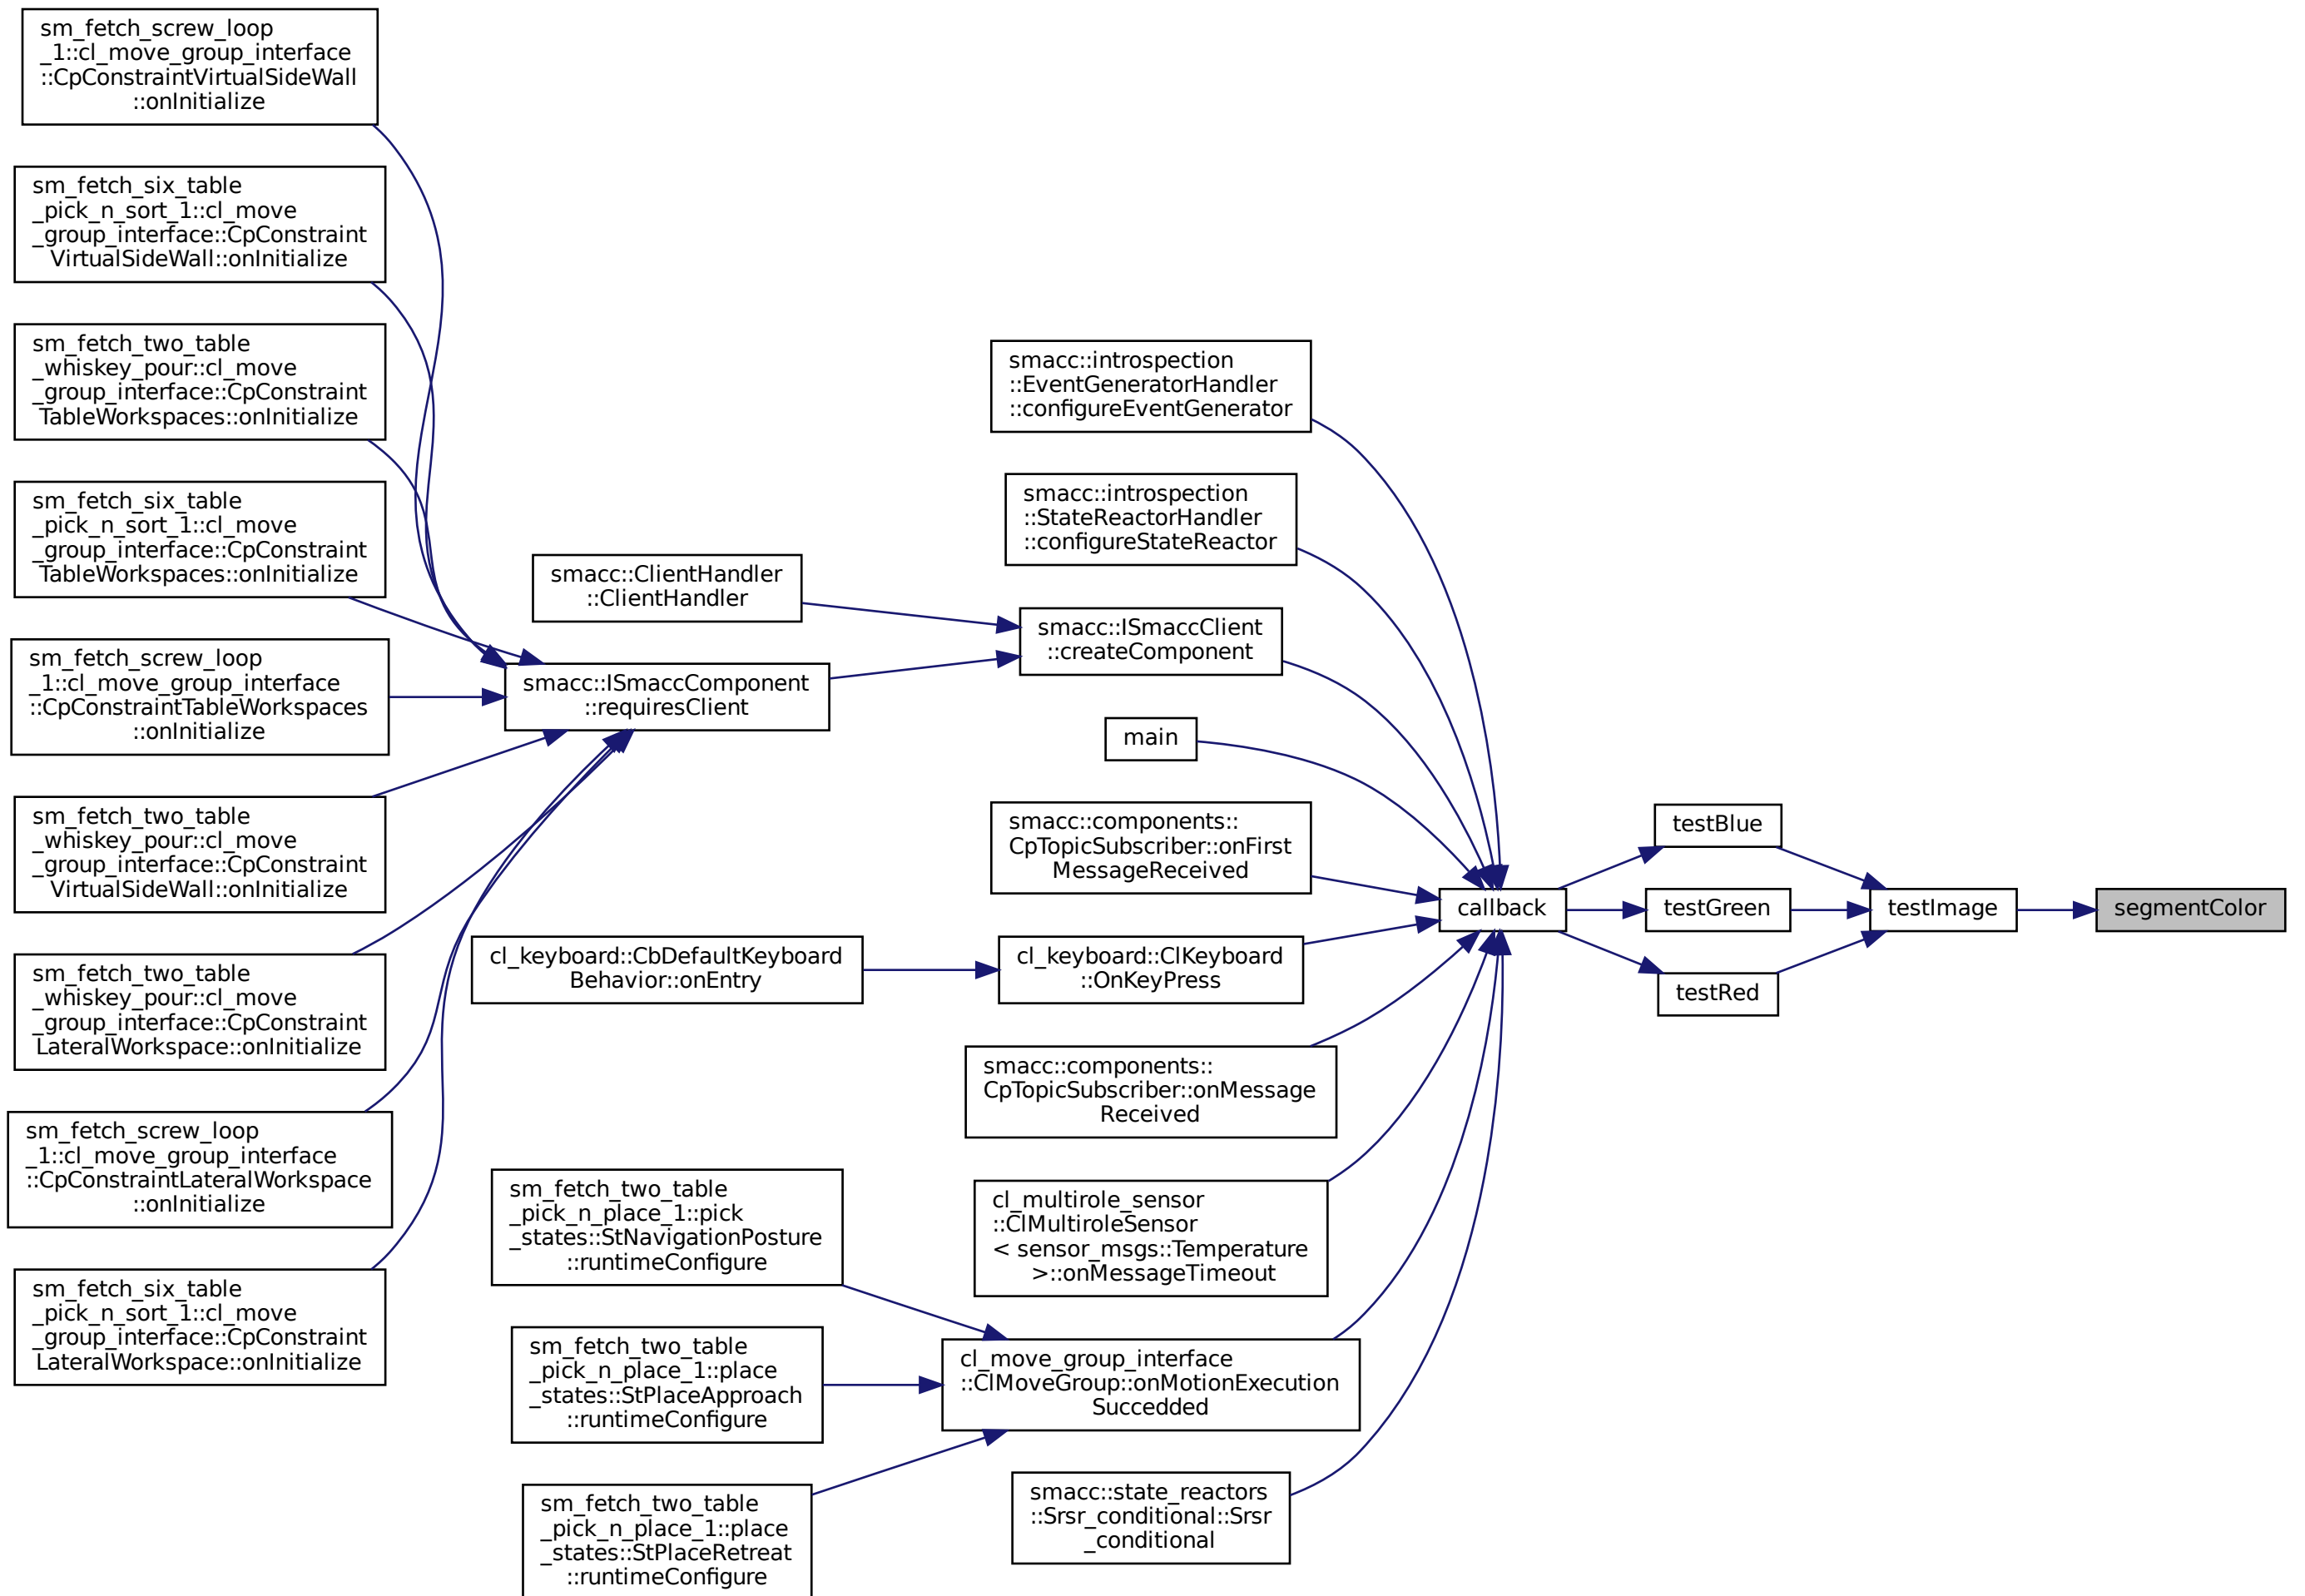 sm_fetch_screw_loop
_1::cl_move_group_interface
::CpConstraintVirtualSideWall
::onInitialize
sm_fetch_six_table
_pick_n_sort_1::cl_move
_group_interface::CpConstraint
VirtualSideWall::onInitialize
sm_fetch_two_table
_whiskey_pour::cl_move
_group_interface::CpConstraint
TableWorkspaces::onInitialize
sm_fetch_six_table
_pick_n_sort_1::cl_move
_group_interface::CpConstraint
TableWorkspaces::onInitialize
sm_fetch_screw_loop
_1::cl_move_group_interface
::CpConstraintTableWorkspaces
::onInitialize
sm_fetch_two_table
_whiskey_pour::cl_move
_group_interface::CpConstraint
VirtualSideWall::onInitialize
sm_fetch_two_table
_whiskey_pour::cl_move
_group_interface::CpConstraint
LateralWorkspace::onInitialize
sm_fetch_screw_loop
_1::cl_move_group_interface
::CpConstraintLateralWorkspace
::onInitialize
sm_fetch_six_table
_pick_n_sort_1::cl_move
_group_interface::CpConstraint
LateralWorkspace::onInitialize
smacc::ClientHandler
::ClientHandler
smacc::ISmaccComponent
::requiresClient
cl_keyboard::CbDefaultKeyboard
Behavior::onEntry
sm_fetch_two_table
_pick_n_place_1::pick
_states::StNavigationPosture
::runtimeConfigure
sm_fetch_two_table
_pick_n_place_1::place
_states::StPlaceApproach
::runtimeConfigure
sm_fetch_two_table
_pick_n_place_1::place
_states::StPlaceRetreat
::runtimeConfigure
smacc::introspection
::EventGeneratorHandler
::configureEventGenerator
smacc::introspection
::StateReactorHandler
::configureStateReactor
smacc::ISmaccClient
::createComponent
main
smacc::components::
CpTopicSubscriber::onFirst
MessageReceived
cl_keyboard::ClKeyboard
::OnKeyPress
smacc::components::
CpTopicSubscriber::onMessage
Received
cl_multirole_sensor
::ClMultiroleSensor
< sensor_msgs::Temperature
>::onMessageTimeout
cl_move_group_interface
::ClMoveGroup::onMotionExecution
Succedded
smacc::state_reactors
::Srsr_conditional::Srsr
_conditional
callback
testBlue
testGreen
testRed
testImage
segmentColor